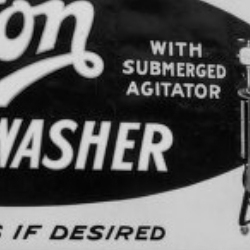 WITH
SUBMERGED
AGITATOR
WASHER
IF DESIRED